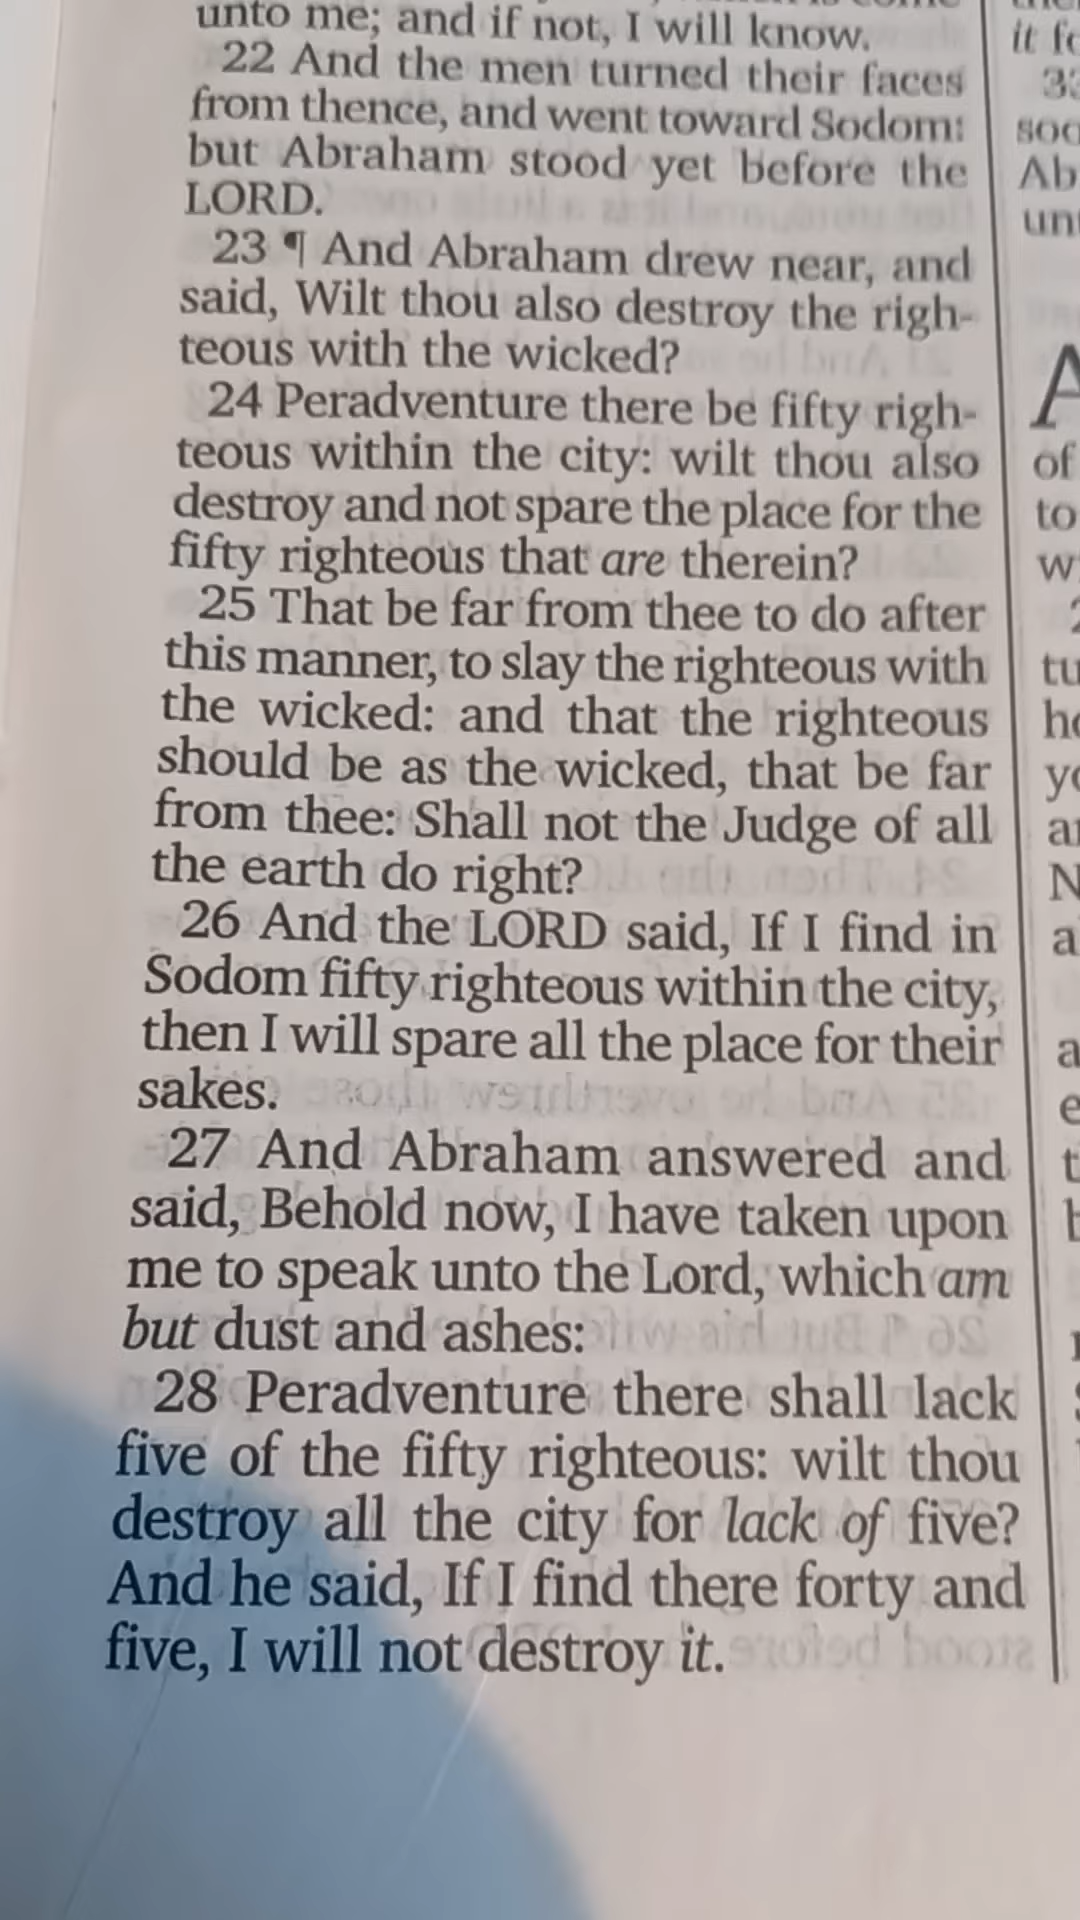 unto me; and if not, I will know.
22 And the men turned their faces
from thence, and went toward Sodom:
but Abraham stood yet before the
LORD.
23 ¶ And Abraham drew near, and
said, Wilt thou also destroy the righ-
teous with the wicked?
24 Peradventure there be fifty righ-
teous within the city: wilt thou also
destroy and not spare the place for the
fifty righteous that are therein?
25 That be far from thee to do after
this manner, to slay the righteous with
the wicked: and that the righteous
should be as the wicked, that be far
from thee: Shall not the Judge of all
the earth do right?
26 And the LORD said, If I find in
Sodom fifty righteous within the city,
then I will spare all the place for their
sakes.
27 And Abraham answered and
said, Behold now, I have taken upon
me to speak unto the Lord, which am
but dust and ashes:
28 Peradventure there shall lack
five of the fifty righteous: wilt thou
destroy all the city for lack of five?
And he said, If I find there forty and
five, I will not destroy it.
it
of
to